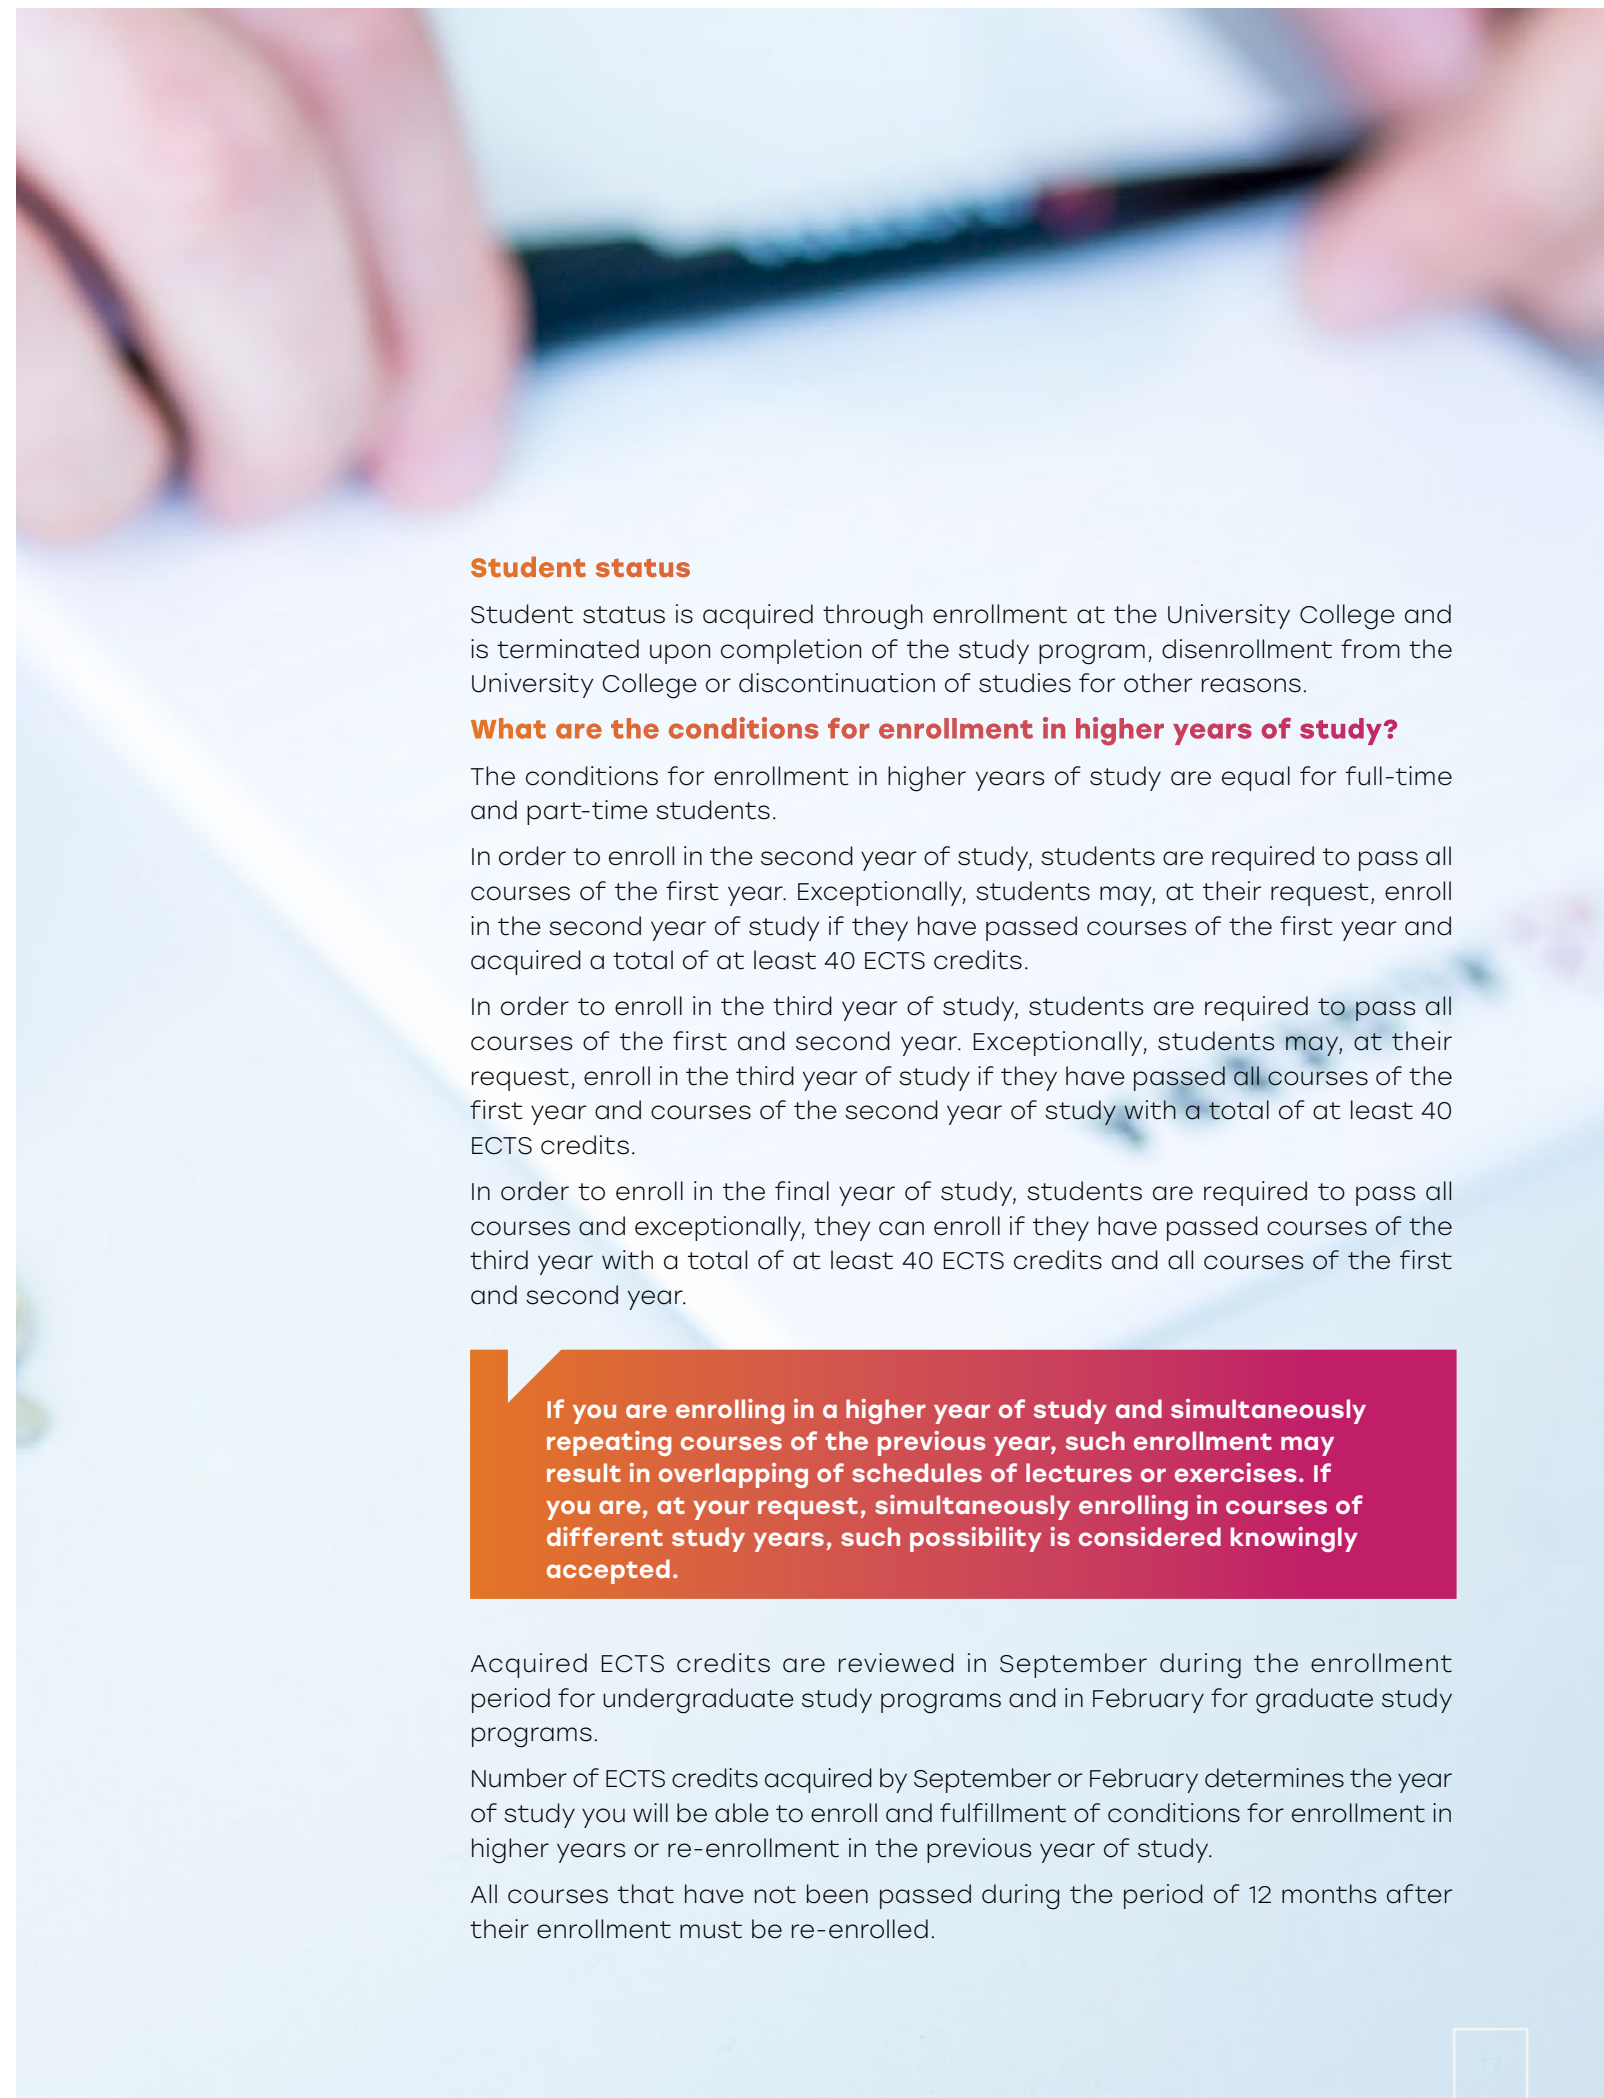 Student status
Student status is acquired through enrollment at the University College and
is terminated upon completion of the study program, disenrollment from the
University College or discontinuation of studies for other reasons.
What are the conditions for enrollment in higher years of study?
The conditions for enrollment in higher years of study are equal for full-time
and part-time students.
In order to enroll in the second year of study, students are required to pass all
courses of the first year. Exceptionally, students may, at their request, enroll
in the second year of study if they have passed courses of the first year and
acquired a total of at least 40 ECTS credits.
In order to enroll in the third year of study, students are required to pass all
courses of the first and second year. Exceptionally, students may, at their
request, enroll in the third year of study if they have passed all courses of the
first year and courses of the second year of study with a total of at least 40
ECTS credits.
In order to enroll in the final year of study, students are required to pass all
courses and exceptionally, they can enroll if they have passed courses of the
third year with a total of at least 40 ECTS credits and all courses of the first
and second year.
If you are enrolling in a higher year of study and simultaneously
repeating courses of the previous year, such enrollment may
result in overlapping of schedules of lectures or exercises. If
you are, at your request, simultaneously enrolling in courses of
different study years, such possibility is considered knowingly
accepted.
Acquired ECTS credits are reviewed in September during the enrollment
period for undergraduate study programs and in February for graduate study
programs.
Number of ECTS credits acquired by September or February determines the year
of study you will be able to enroll and fulfillment of conditions for enrollment in
higher years or re-enrollment in the previous year of study.
All courses that have not been passed during the period of 12 months after
their enrollment must be re-enrolled.
17